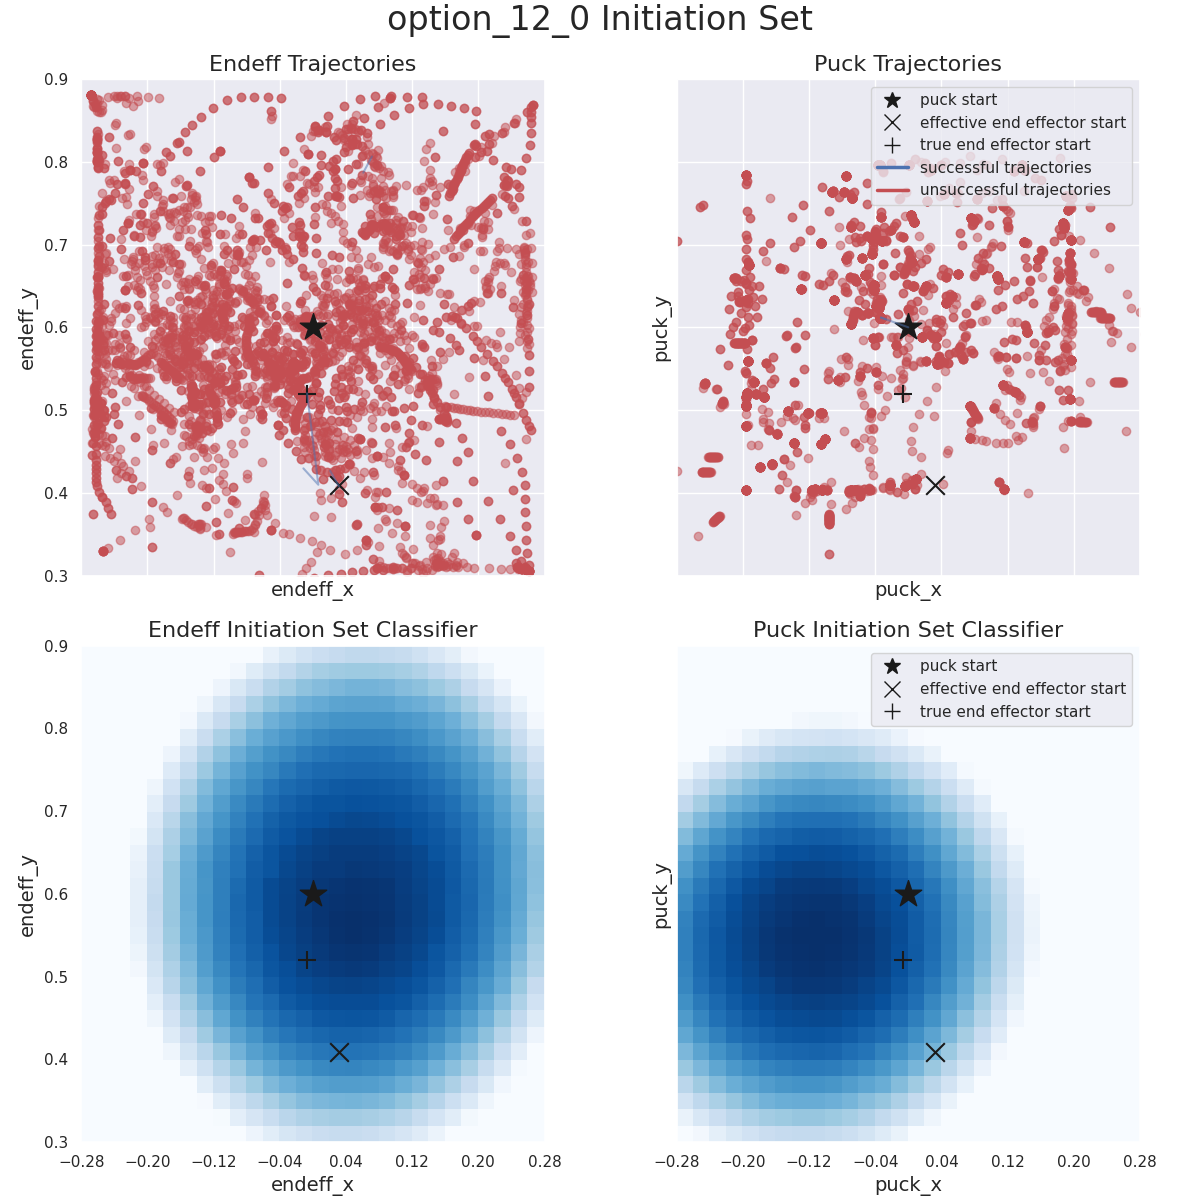 option_12_0 Initiation Set
Endeff Trajectories
Puck Trajectories
0.9
0.8
0.7
0.6
0.5
0.4
0.3
endeff_y
endeff_x
puck_y
puck_x
puck start
effective end effector start
true end effector start
successful trajectories
unsuccessful trajectories
Endeff Initiation Set Classifier
Puck Initiation Set Classifier
0.9
0.8
0.7
0.6
0.5
0.4
0.3
endeff_y
−0.28 −0.20 −0.12 −0.04 0.04 0.12 0.20 0.28
endeff_x
puck_y
puck start
effective end effector start
true end effector start
−0.28 −0.20 −0.12 −0.04 0.04 0.12 0.20 0.28
puck_x